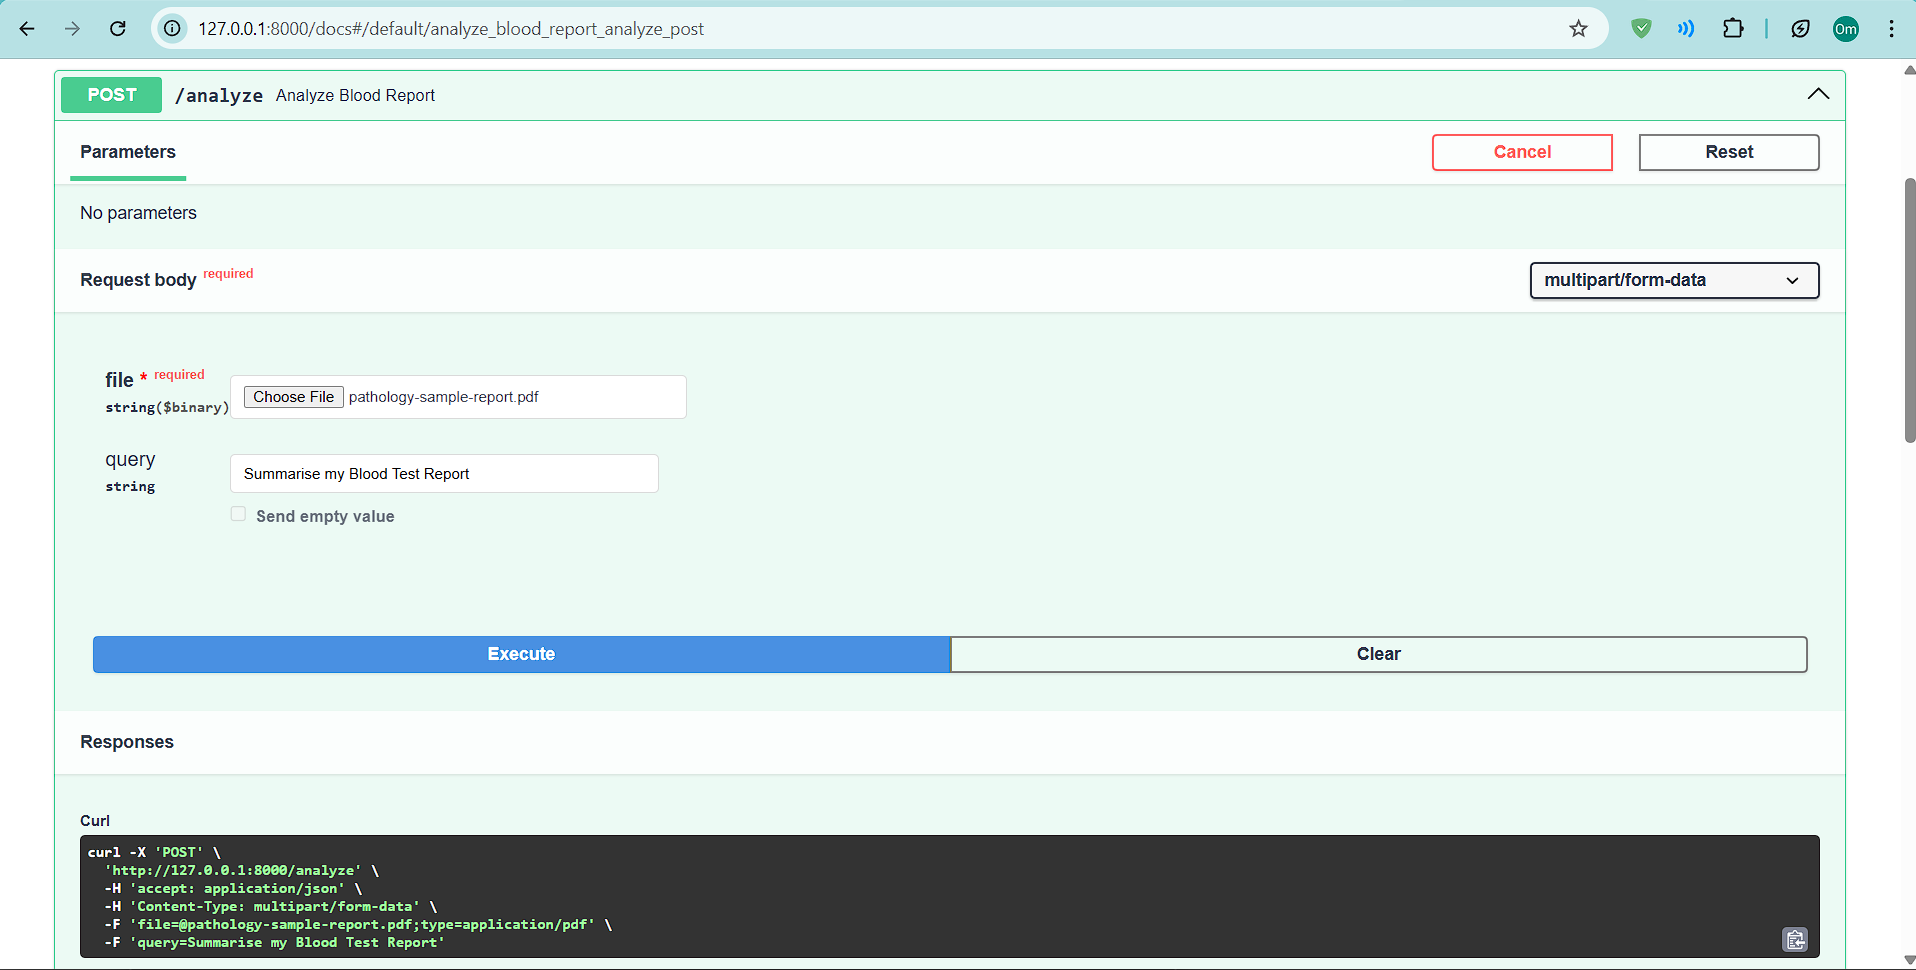 127.0.0.1:8000/docs#/default/analyze_blood_report_analyze_post
Om
POST /analyze Analyze Blood Report
Parameters
Cancel
Reset
No parameters
Request body required
multipart/form-data
file * required
string($binary)
Choose File pathology-sample-report.pdf
query
string
Summarise my Blood Test Report
Send empty value
Execute
Clear
Responses
Curl
curl -X 'POST' \
  'http://127.0.0.1:8000/analyze' \
  -H 'accept: application/json' \
  -H 'Content-Type: multipart/form-data' \
  -F 'file=@pathology-sample-report.pdf;type=application/pdf' \
  -F 'query=Summarise my Blood Test Report'